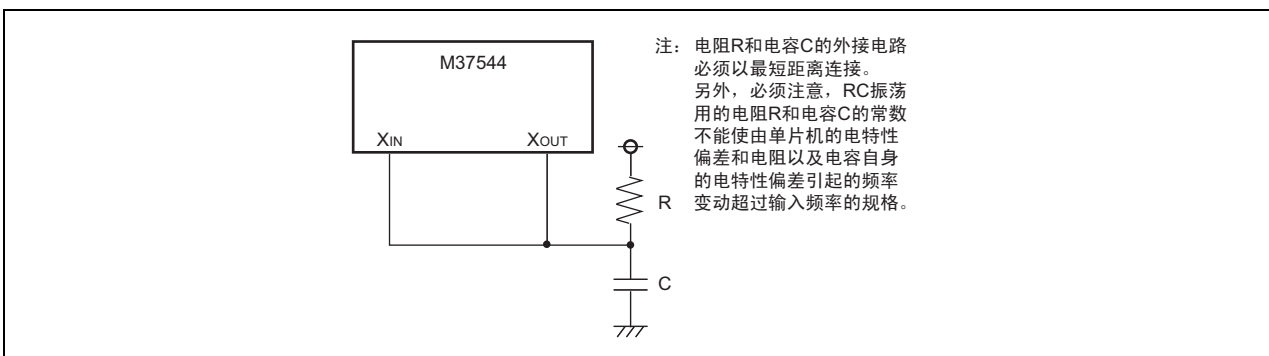 M37544
XIN
XOUT
R
C
注：电阻R和电容C的外接电路
必须以最短距离连接。
另外，必须注意，RC振荡
用的电阻R和电容C的常数
不能使由单片机的电特性
偏差和电阻以及电容自身
的电特性偏差引起的频率
变动超过输入频率的规格。